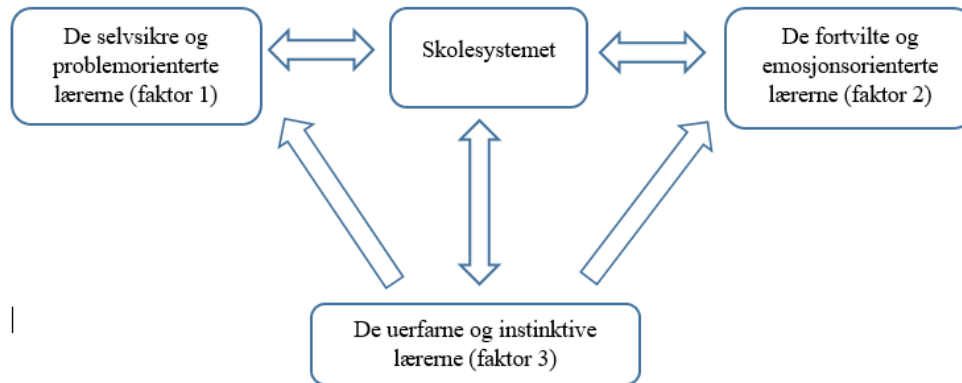 De selvsikre og
problemorienterte
lærerne (faktor 1)
Skolesystemet
De fortvilte og
emosjonsorienterte
lærerne (faktor 2)
De uerfarne og instinktive
lærerne (faktor 3)